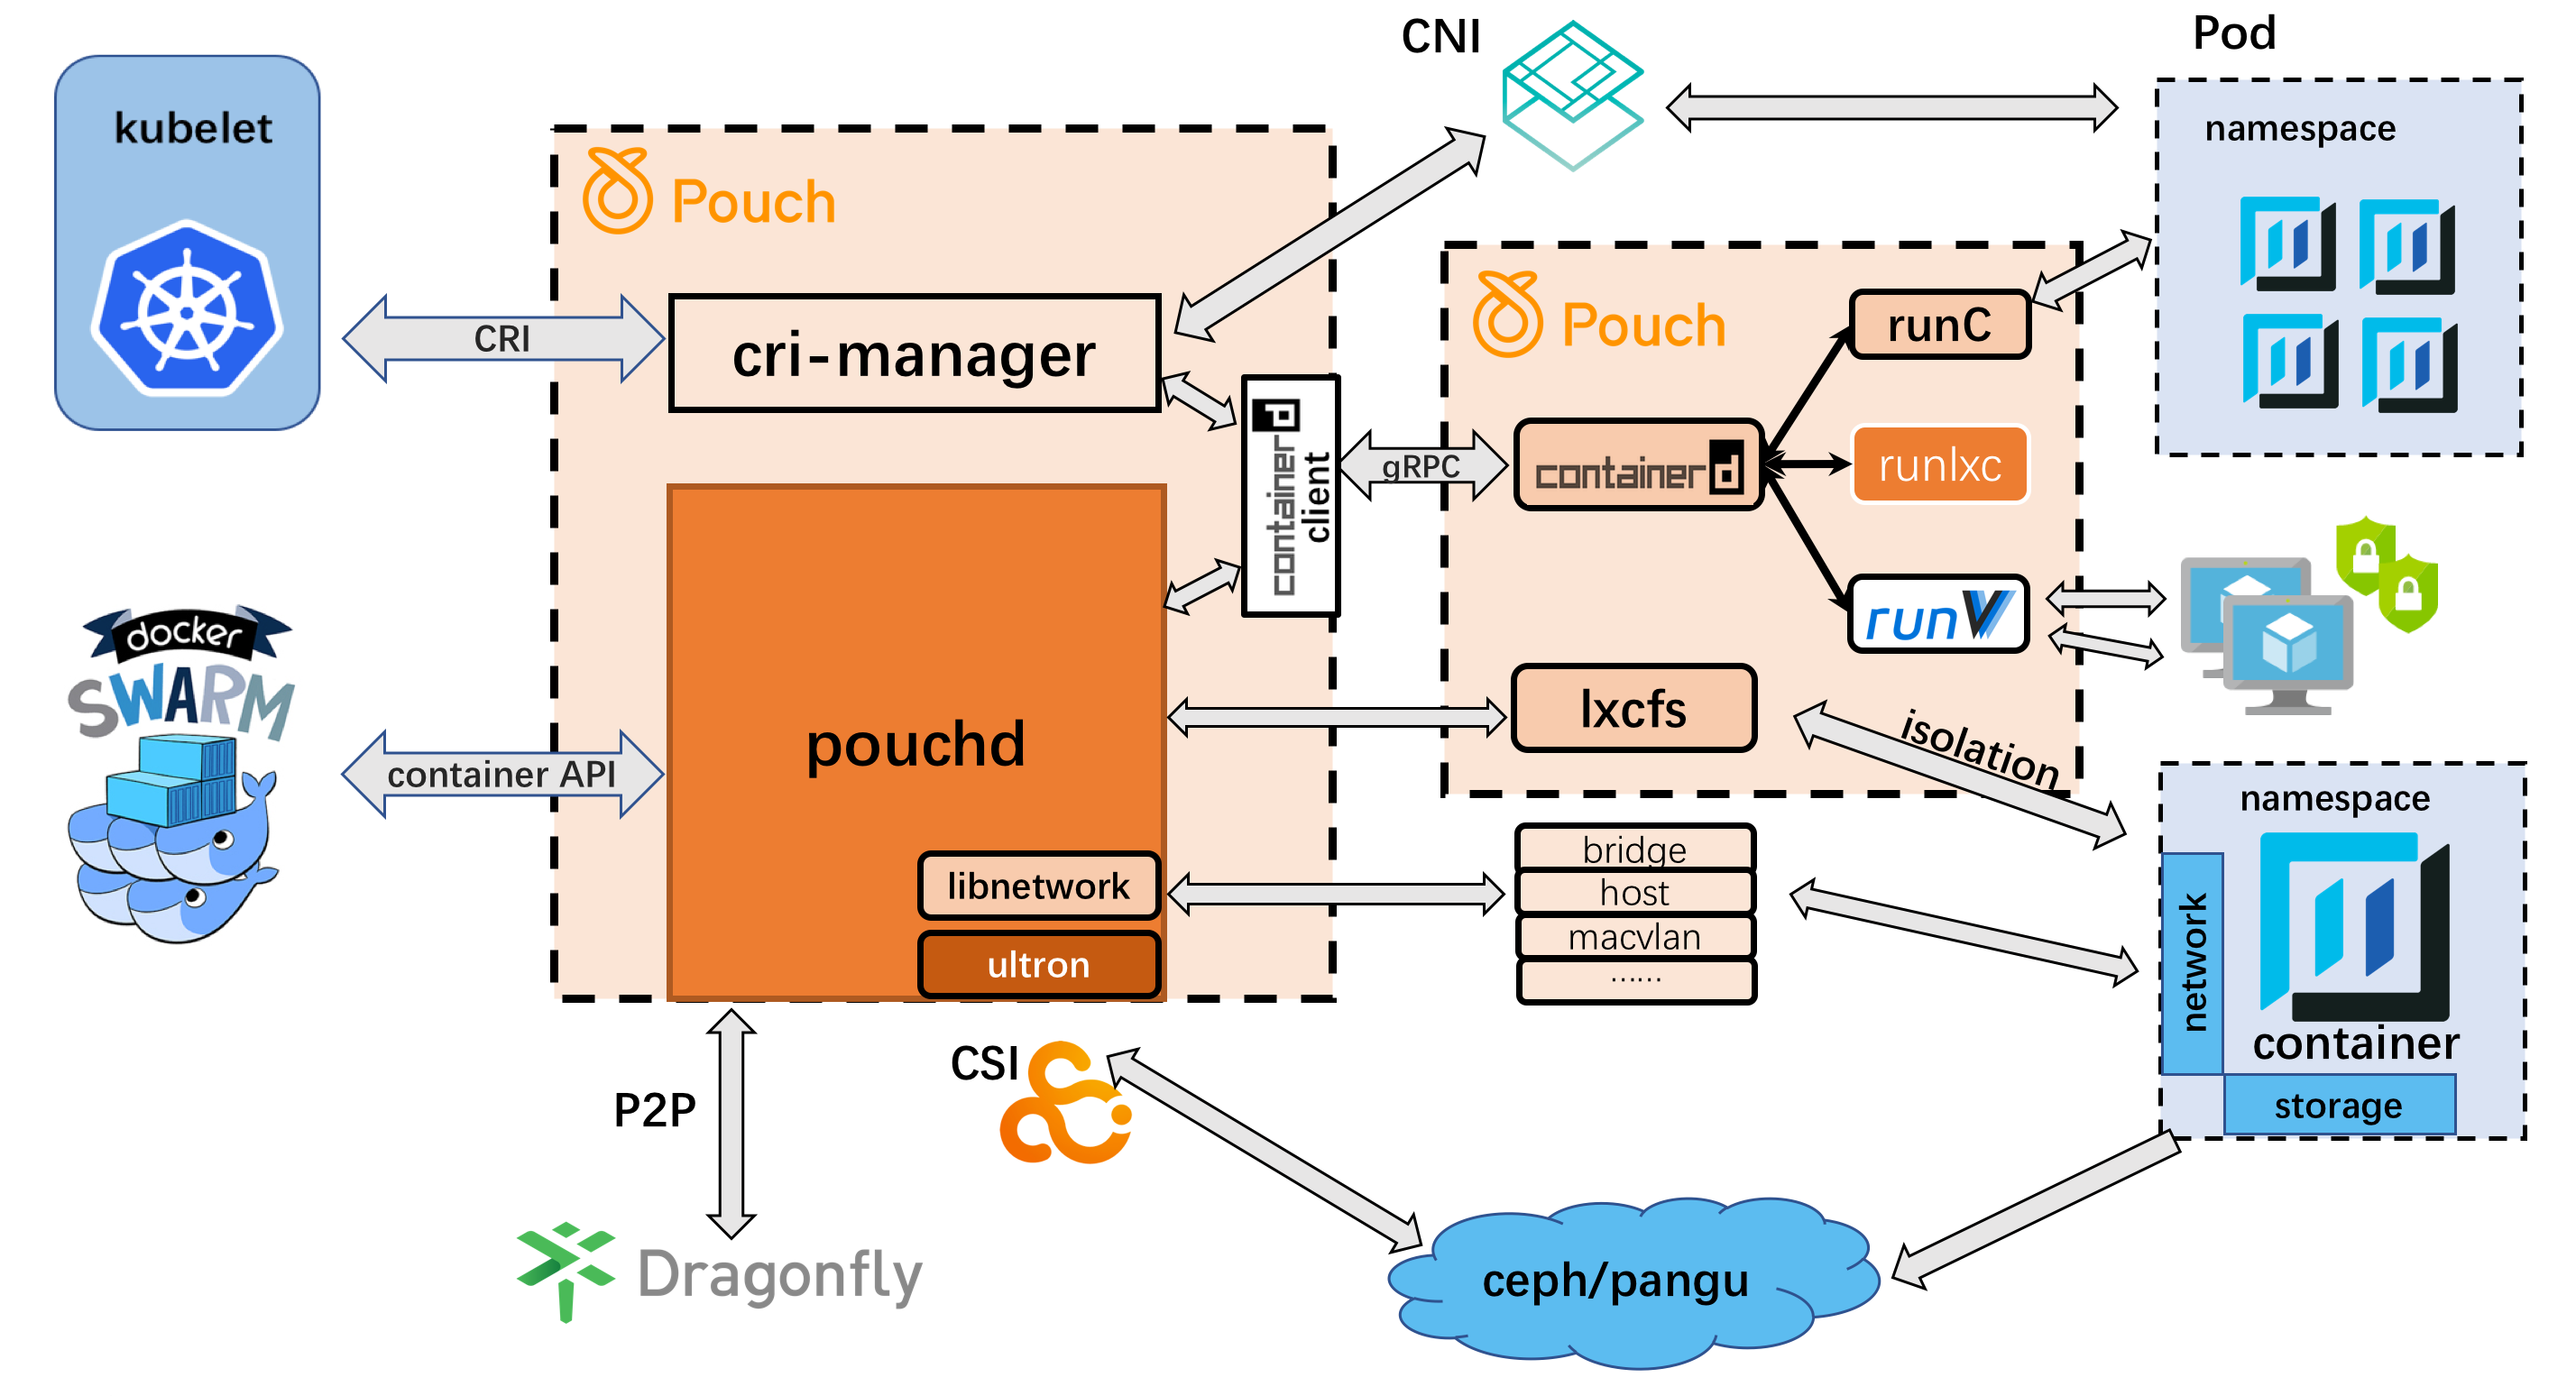 CNI
Pod
kubelet
namespace
Pouch
CRI
cri-manager
Pouch
runC
containerd
client
gRPC
containerd
runlxc
runV
docker
SWARM
container API
pouchd
lxcfs
isolation
namespace
libnetwork
ultron
bridge
host
macvlan
……
network
container
storage
CSI
P2P
Dragonfly
ceph/pangu